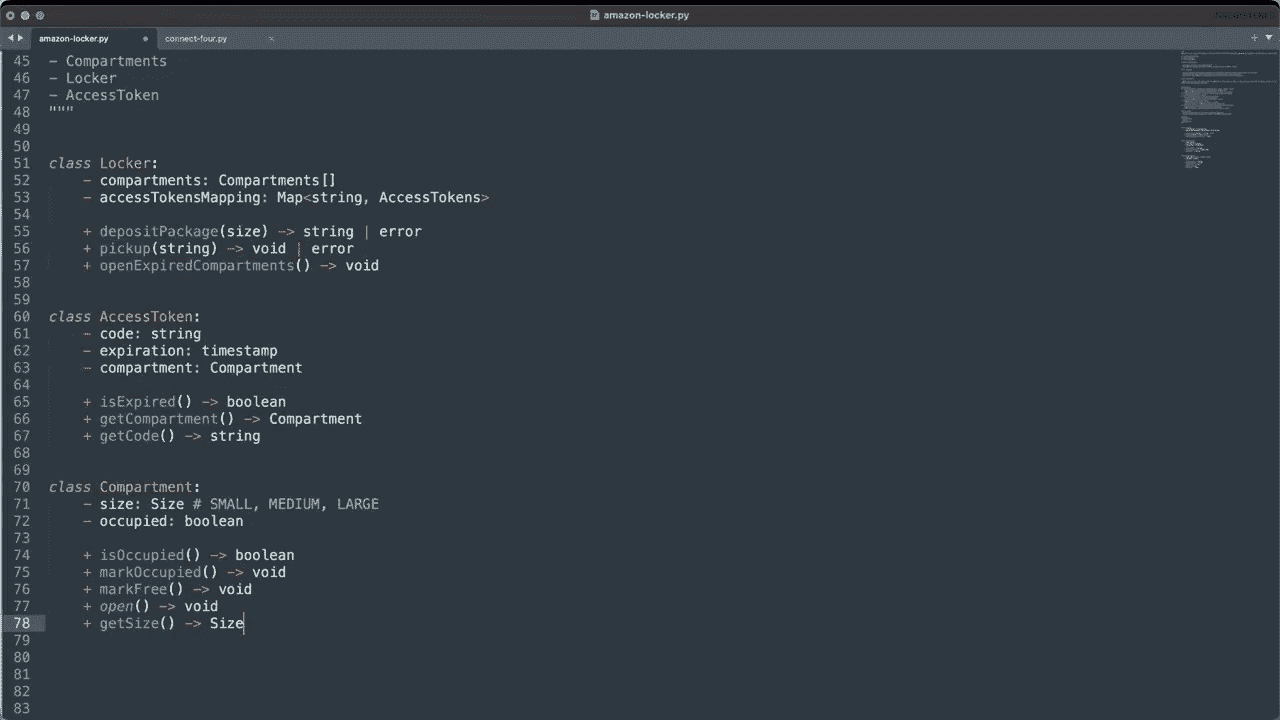 amazon-locker.py
amazon-locker.py
connect-four.py
45 - Compartments
46 - Locker
47 - AccessToken
48 """
49
50
51 class Locker:
52 - compartments: Compartments[]
53 - accessTokensMapping: Map<string, AccessTokens>
54
55 + depositPackage(size) -> string | error
56 + pickup(string) -> void | error
57 + openExpiredCompartments() -> void
58
59
60 class AccessToken:
61 - code: string
62 - expiration: timestamp
63 - compartment: Compartment
64
65 + isExpired() -> boolean
66 + getCompartment() -> Compartment
67 + getCode() -> string
68
69
70 class Compartment:
71 - size: Size # SMALL, MEDIUM, LARGE
72 - occupied: boolean
73
74 + isOccupied() -> boolean
75 + markOccupied() -> void
76 + markFree() -> void
77 + open() -> void
78 + getSize() -> Size
79
80
81
82
83